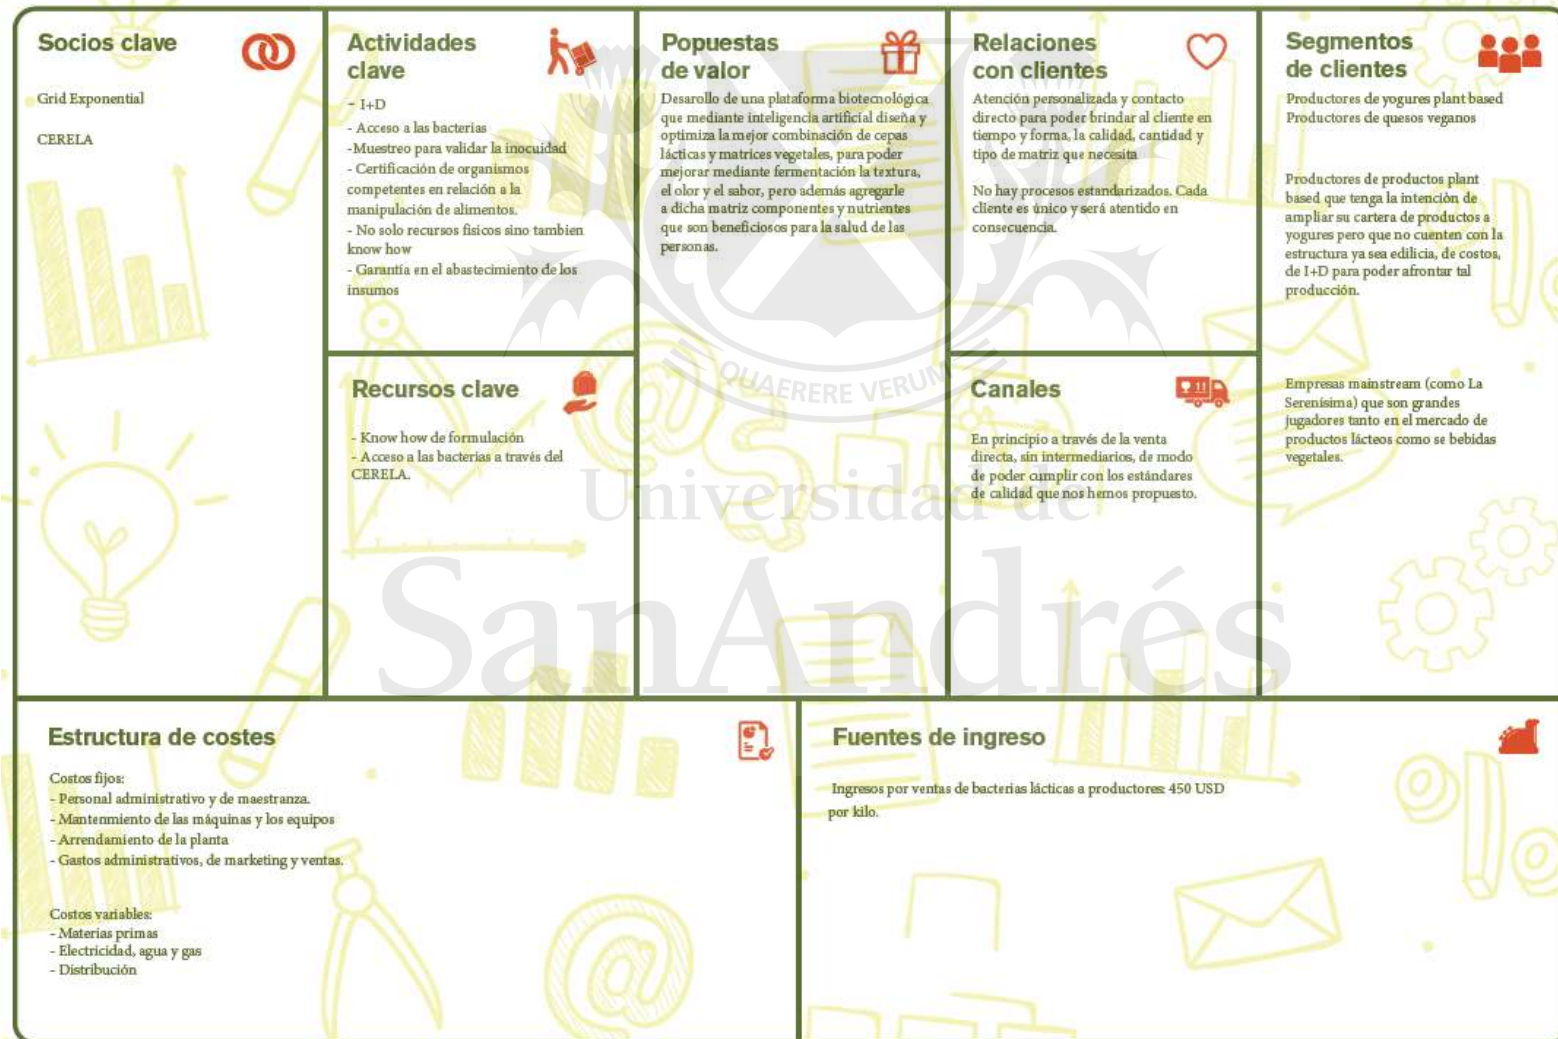 Socios clave
Grid Exponential
CERELA
Actividades
clave
- I+D
- Acceso a las bacterias
-Muestreo para validar la inocuidad
- Certificación de organismos
competentes en relación a la
manipulación de alimentos.
- No solo recursos fisicos sino tambien
know how
- Garantía en el abastecimiento de los
insumos
Recursos clave
- Know how de formulación
- Acceso a las bacterias a través del
CERELA.
Popuestas
de valor
Desarollo de una plataforma biotecnológica
que mediante inteligencia artificial diseña y
optimiza la mejor combinación de cepas
lácticas y matrices vegetales, para poder
mejorar mediante fermentación la textura,
el olor y el sabor, pero además agregarle
a dicha matriz componentes y nutrientes
que son beneficiosos para la salud de las
personas.
Relaciones
con clientes
Atención personalizada y contacto
directo para poder brindar al cliente en
tiempo y forma, la calidad, cantidad y
tipo de matriz que necesita
No hay procesos estandarizados. Cada
cliente es único y será atentido en
consecuencia.
Canales
En principio a través de la venta
directa, sin intermediarios, de modo
de poder cumplir con los estándares
de calidad que nos hemos propuesto.
Segmentos
de clientes
Productores de yogures plant based
Productores de quesos veganos
Productores de productos plant
based que tenga la intención de
ampliar su cartera de productos a
yogures pero que no cuenten con la
estructura ya sea edilicia, de costos,
de I+D para poder afrontar tal
producción.
Empresas mainstream (como La
Serenísima) que son grandes
jugadores tanto en el mercado de
productos lácteos como se bebidas
vegetales.
Estructura de costes
Costos fijos:
- Personal administrativo y de maestranza.
- Mantenmiento de las máquinas y los equipos
- Arrendamiento de la planta
- Gastos administrativos, de marketing y ventas.
Costos variables:
- Materias primas
- Electricidad, agua y gas
- Distribución
Fuentes de ingreso
Ingresos por ventas de bacterias lácticas a productores: 450 USD
por kilo.
QUAERERE VERUM
Universidad de
SanAndrés